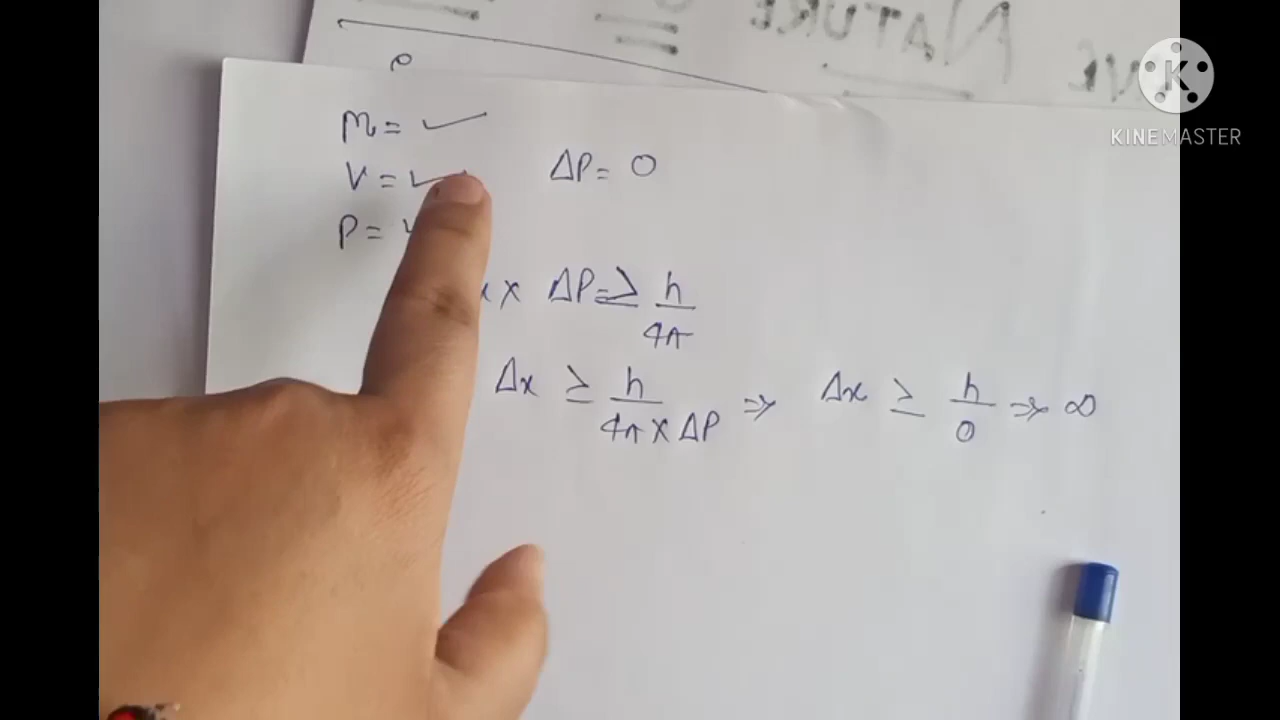 NATURE
e
KINEMASTER
M = ✓
V = ✓ ΔP = 0
P =
x × ΔP ≥ h/4π
Δx ≥ h/4π × ΔP ⇒ Δx ≥ h/0 ⇒ ∞